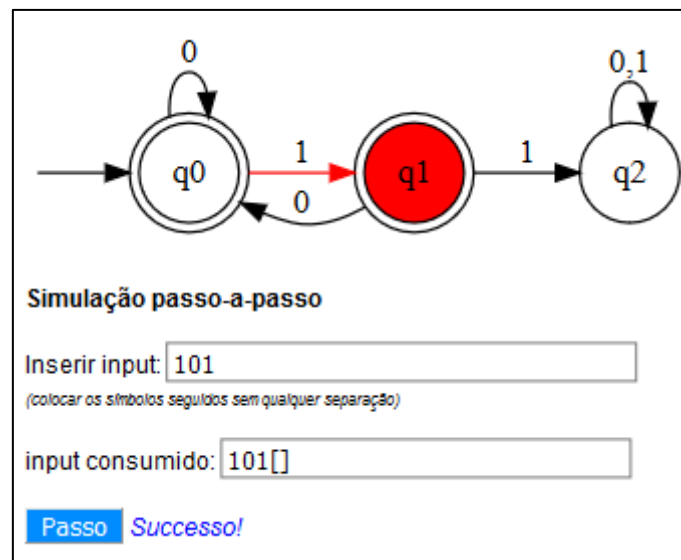 0
0,1
q0
1
q1
1
q2
0
Simulação passo-a-passo
Inserir input: 101
(colocar os símbolos seguidos sem qualquer separação)
input consumido: 101[]
Passo Successo!